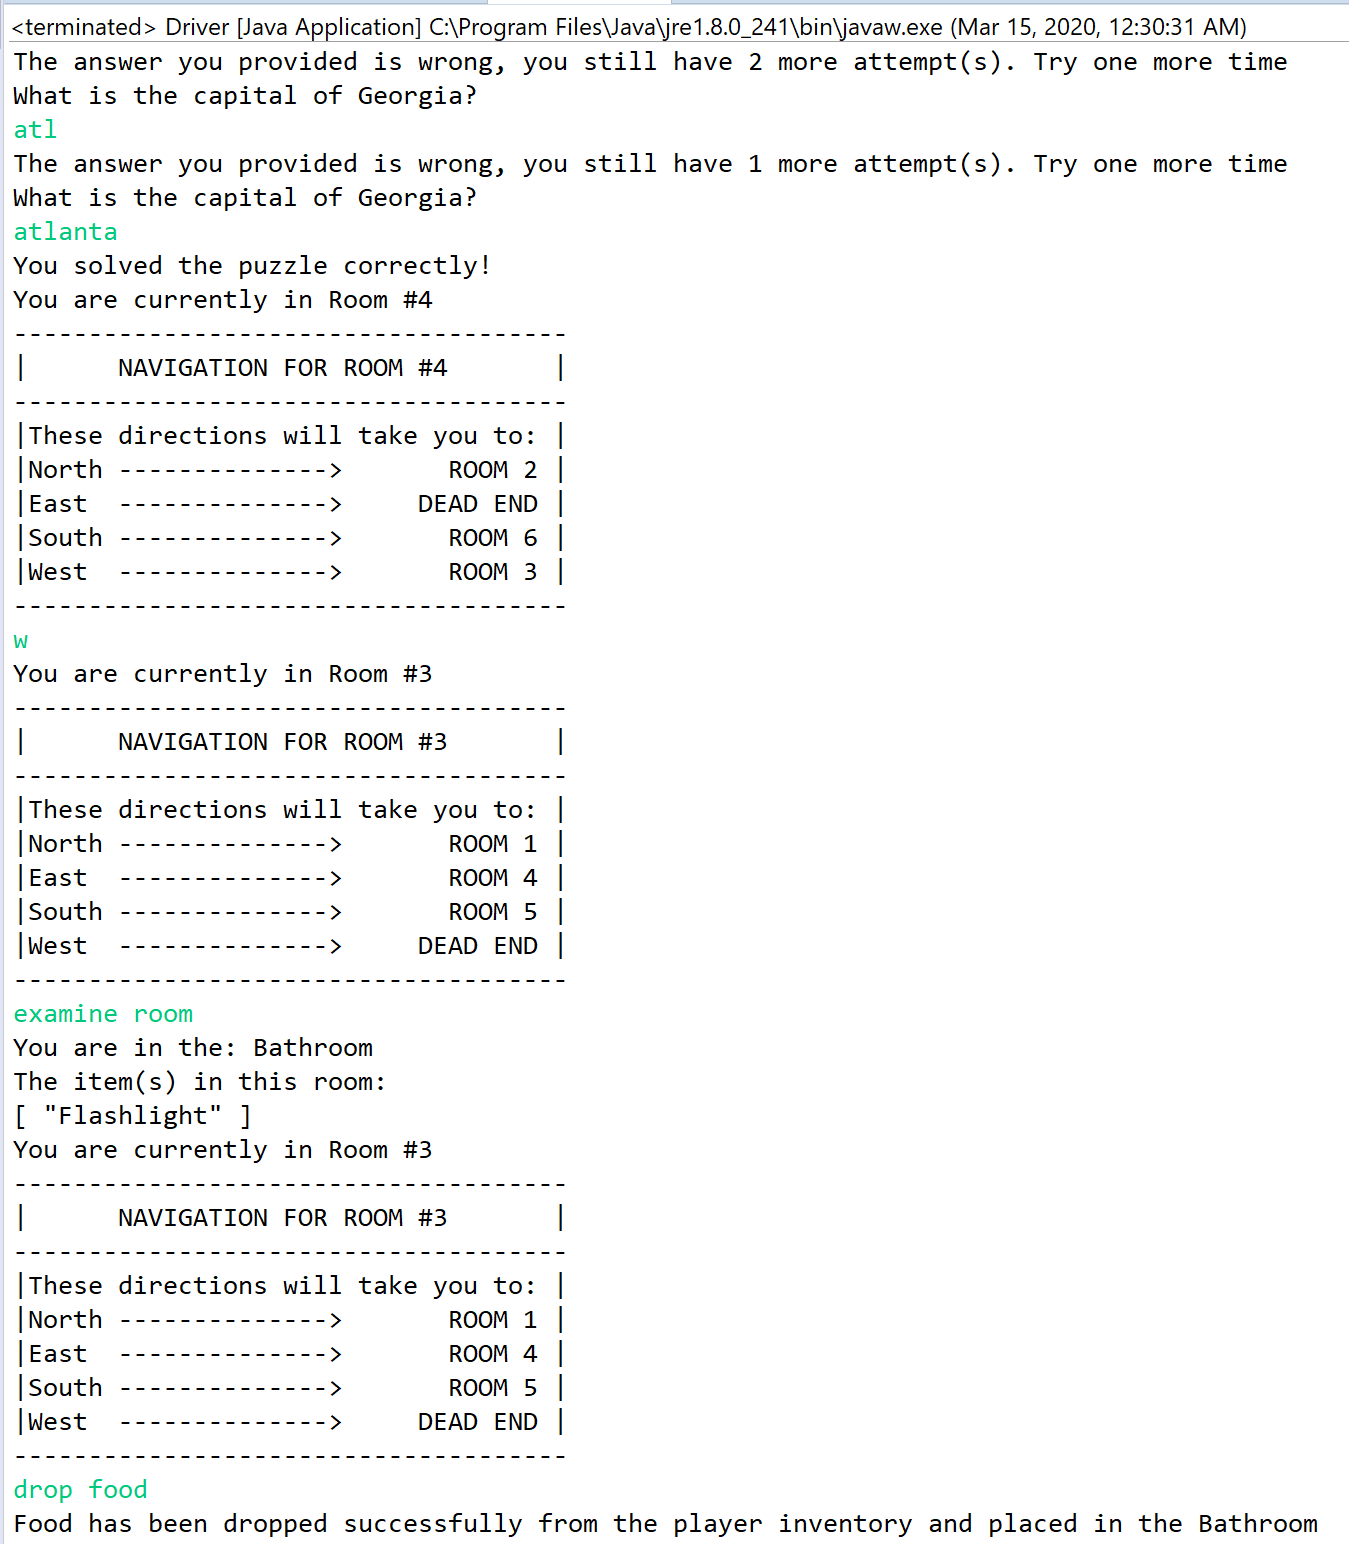 <terminated> Driver [Java Application] C:\Program Files\Java\jre1.8.0_241\bin\javaw.exe (Mar 15, 2020, 12:30:31 AM)
The answer you provided is wrong, you still have 2 more attempt(s). Try one more time
What is the capital of Georgia?
atl
The answer you provided is wrong, you still have 1 more attempt(s). Try one more time
What is the capital of Georgia?
atlanta
You solved the puzzle correctly!
You are currently in Room #4
-------------------------------------
|      NAVIGATION FOR ROOM #4       |
-------------------------------------
|These directions will take you to: |
|North -------------->       ROOM 2 |
|East  -------------->     DEAD END |
|South -------------->       ROOM 6 |
|West  -------------->       ROOM 3 |
-------------------------------------
w
You are currently in Room #3
-------------------------------------
|      NAVIGATION FOR ROOM #3       |
-------------------------------------
|These directions will take you to: |
|North -------------->       ROOM 1 |
|East  -------------->       ROOM 4 |
|South -------------->       ROOM 5 |
|West  -------------->     DEAD END |
-------------------------------------
examine room
You are in the: Bathroom
The item(s) in this room:
[ "Flashlight" ]
You are currently in Room #3
-------------------------------------
|      NAVIGATION FOR ROOM #3       |
-------------------------------------
|These directions will take you to: |
|North -------------->       ROOM 1 |
|East  -------------->       ROOM 4 |
|South -------------->       ROOM 5 |
|West  -------------->     DEAD END |
-------------------------------------
drop food
Food has been dropped successfully from the player inventory and placed in the Bathroom